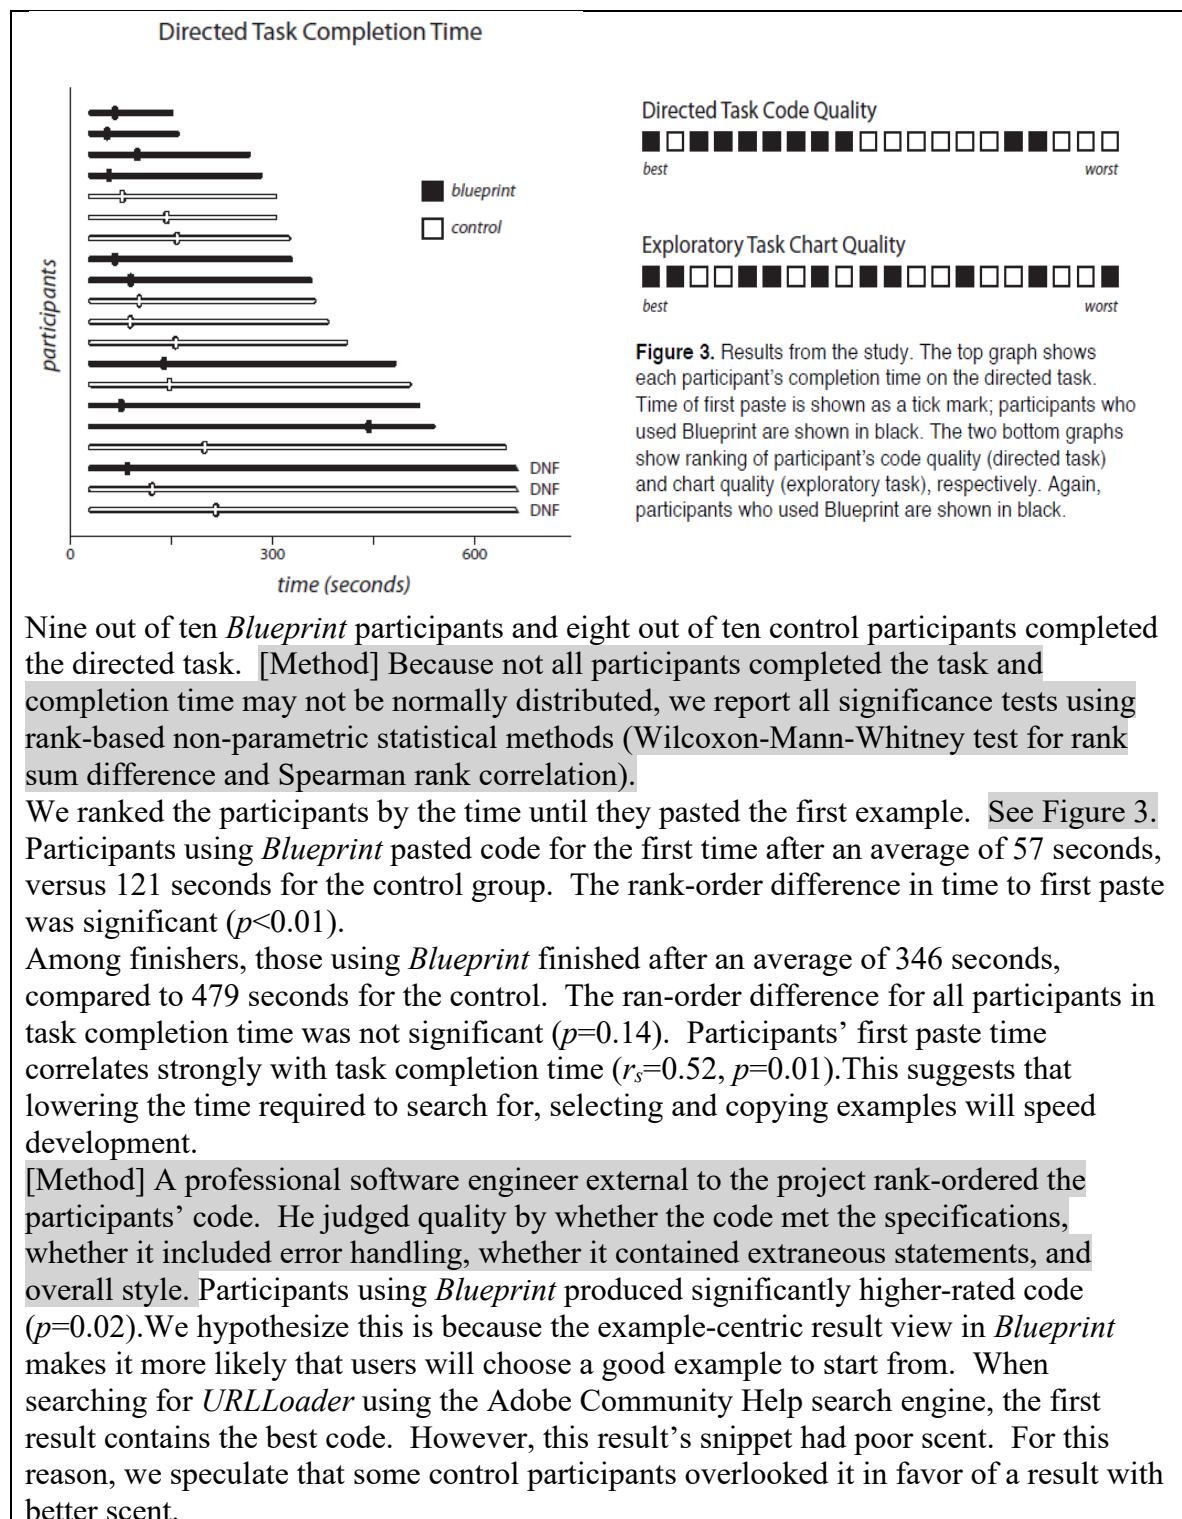 Directed Task Completion Time
participants
blueprint
control
DNF
DNF
DNF
0
300
600
time (seconds)
Directed Task Code Quality
best
worst
Exploratory Task Chart Quality
best
worst
Figure 3. Results from the study. The top graph shows
each participant's completion time on the directed task.
Time of first paste is shown as a tick mark; participants who
used Blueprint are shown in black. The two bottom graphs
show ranking of participant's code quality (directed task)
and chart quality (exploratory task), respectively. Again,
participants who used Blueprint are shown in black.
Nine out of ten Blueprint participants and eight out of ten control participants completed
the directed task.  [Method] Because not all participants completed the task and
completion time may not be normally distributed, we report all significance tests using
rank-based non-parametric statistical methods (Wilcoxon-Mann-Whitney test for rank
sum difference and Spearman rank correlation).
We ranked the participants by the time until they pasted the first example.  See Figure 3.
Participants using Blueprint pasted code for the first time after an average of 57 seconds,
versus 121 seconds for the control group.  The rank-order difference in time to first paste
was significant (p<0.01).
Among finishers, those using Blueprint finished after an average of 346 seconds,
compared to 479 seconds for the control.  The ran-order difference for all participants in
task completion time was not significant (p=0.14).  Participants' first paste time
correlates strongly with task completion time (rs=0.52, p=0.01).This suggests that
lowering the time required to search for, selecting and copying examples will speed
development.
[Method] A professional software engineer external to the project rank-ordered the
participants' code.  He judged quality by whether the code met the specifications,
whether it included error handling, whether it contained extraneous statements, and
overall style. Participants using Blueprint produced significantly higher-rated code
(p=0.02).We hypothesize this is because the example-centric result view in Blueprint
makes it more likely that users will choose a good example to start from.  When
searching for URLLoader using the Adobe Community Help search engine, the first
result contains the best code.  However, this result's snippet had poor scent.  For this
reason, we speculate that some control participants overlooked it in favor of a result with
better scent.